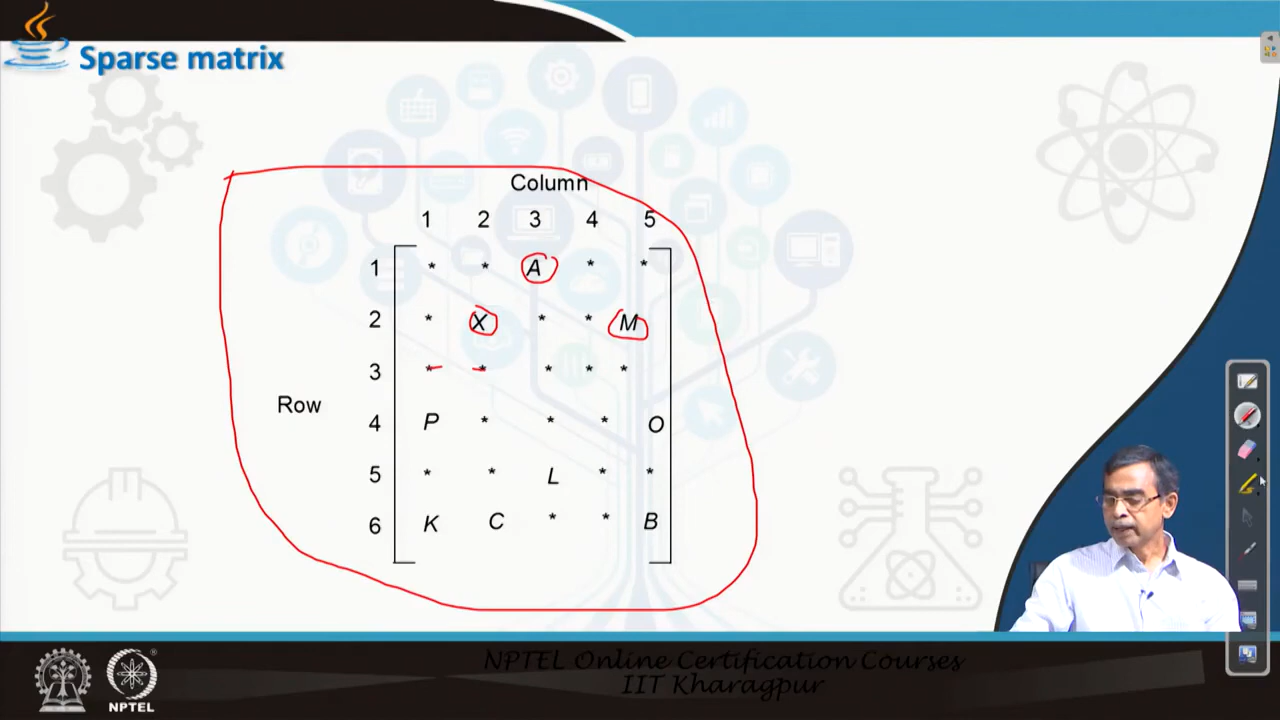 Sparse matrix
Column
1 2 3 4 5
1 * * A * *
2 * X * * M
3 * * * * *
Row
4 P * * * O
5 * * L * *
6 K C * * B
NPTEL Online Certification Courses
IIT Kharagpur
NPTEL